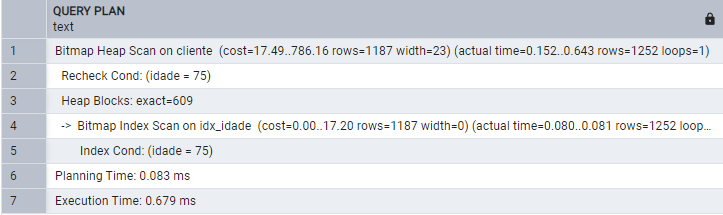 QUERY PLAN
text
1 Bitmap Heap Scan on cliente (cost=17.49..786.16 rows=1187 width=23) (actual time=0.152..0.643 rows=1252 loops=1)
2 Recheck Cond: (idade = 75)
3 Heap Blocks: exact=609
4 -> Bitmap Index Scan on idx_idade (cost=0.00..17.20 rows=1187 width=0) (actual time=0.080..0.081 rows=1252 loop...
5 Index Cond: (idade = 75)
6 Planning Time: 0.083 ms
7 Execution Time: 0.679 ms